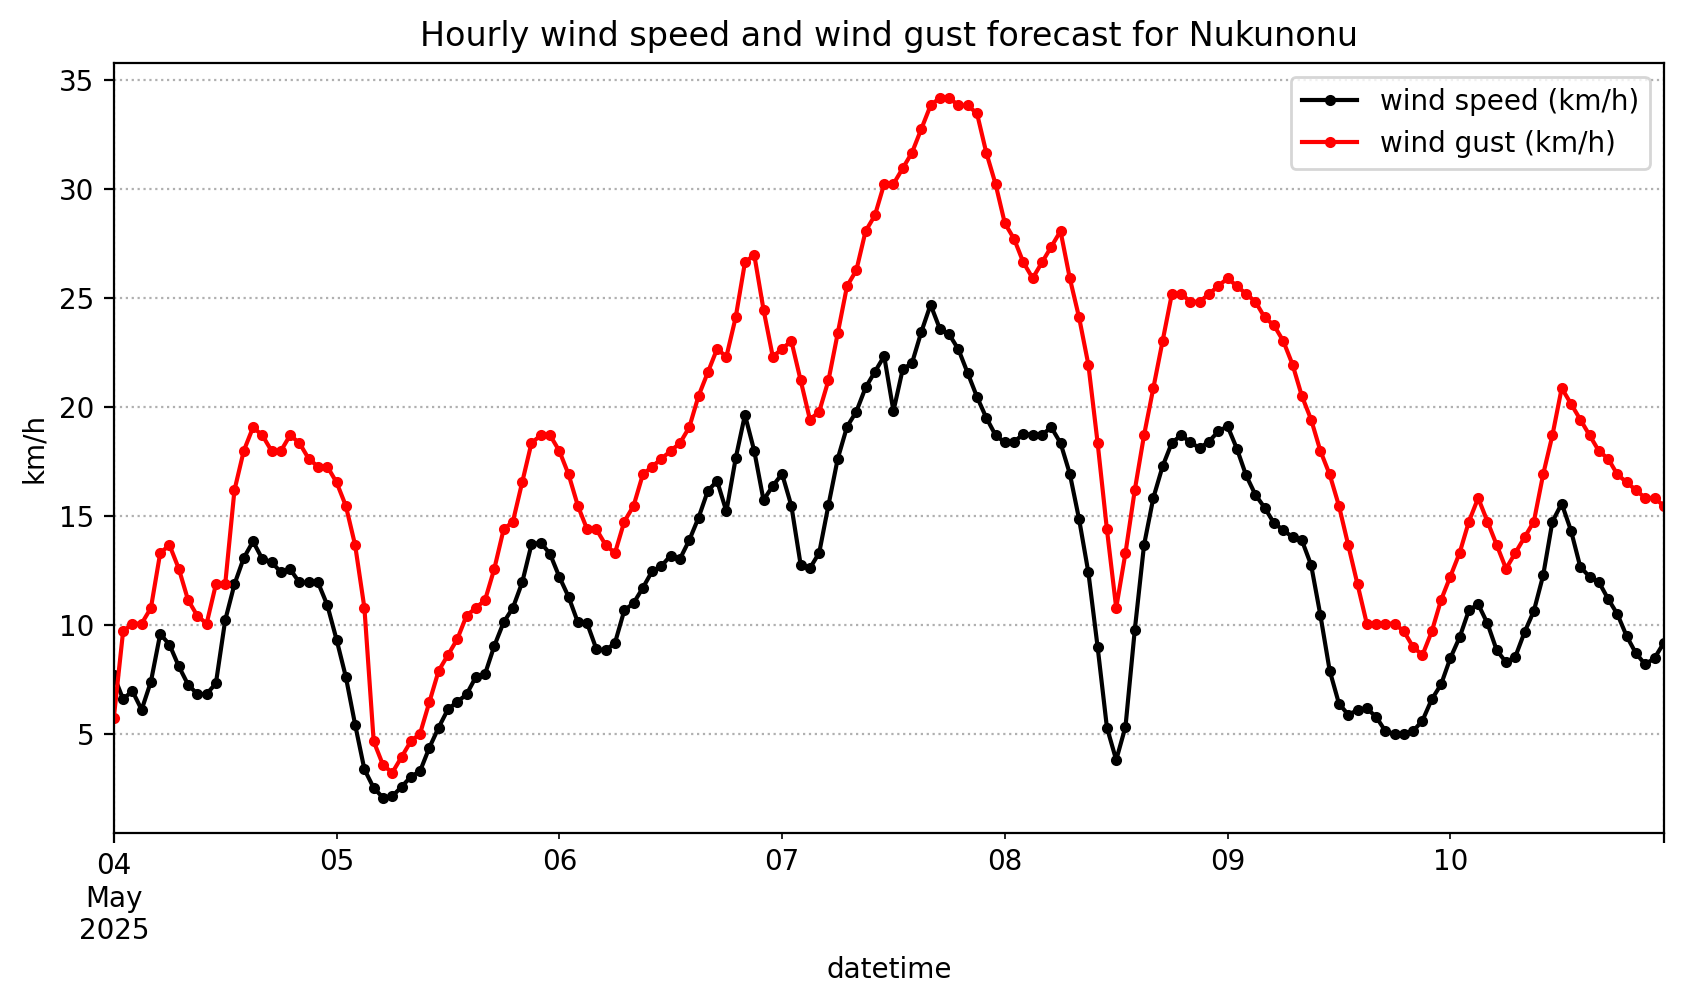 Hourly wind speed and wind gust forecast for Nukunonu
wind speed (km/h)
wind gust (km/h)
km/h
35
30
25
20
15
10
5
04
May
2025
05
06
07
08
09
10
datetime